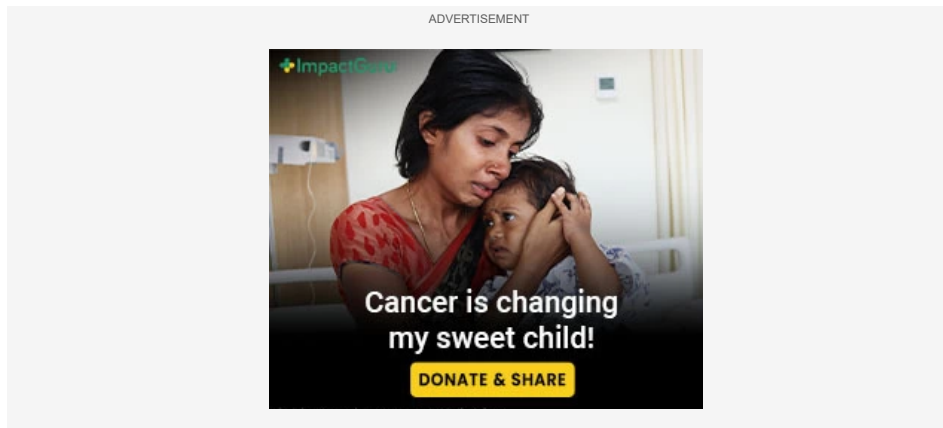 ADVERTISEMENT
ImpactGuru
Cancer is changing
my sweet child!
DONATE & SHARE